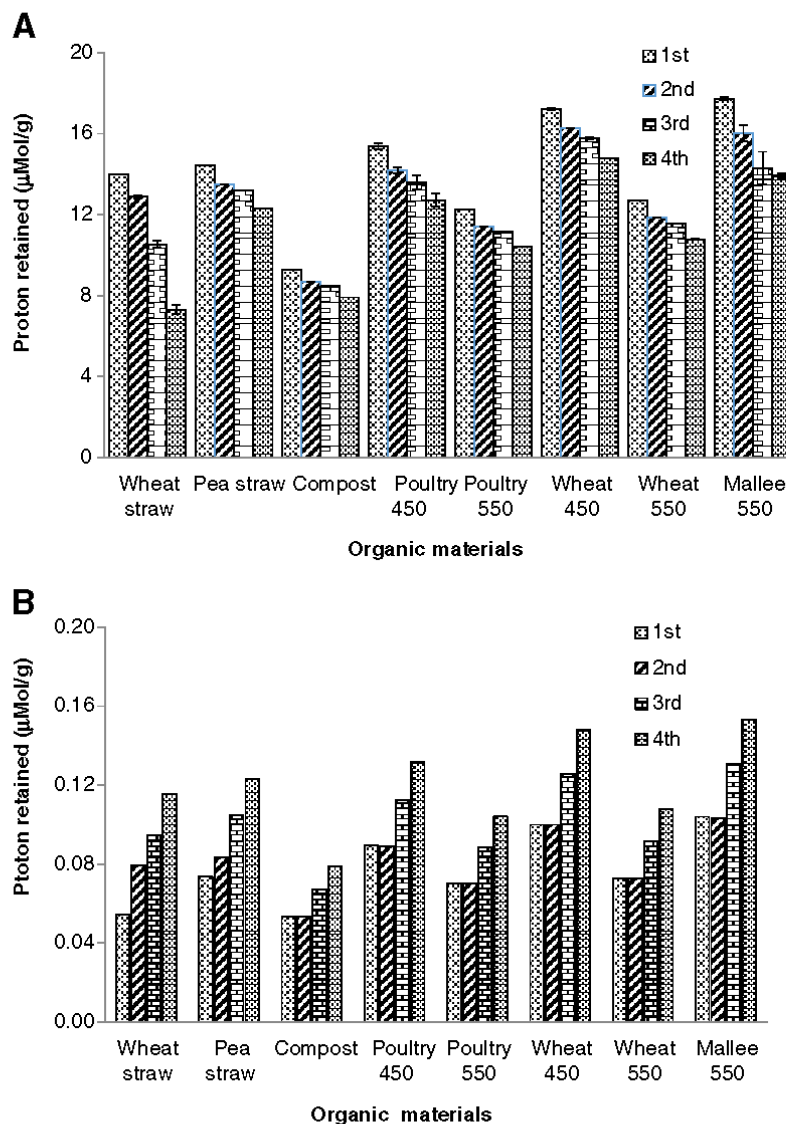 A
Proton retained (µMol/g)
20
16
12
8
4
0
1st
2nd
3rd
4th
Wheat straw
Pea straw
Compost
Poultry 450
Poultry 550
Wheat 450
Wheat 550
Mallee 550
Organic materials
B
Ptoton retained (µMol/g)
0.20
0.16
0.12
0.08
0.04
0.00
1st
2nd
3rd
4th
Wheat straw
Pea straw
Compost
Poultry 450
Poultry 550
Wheat 450
Wheat 550
Mallee 550
Organic materials